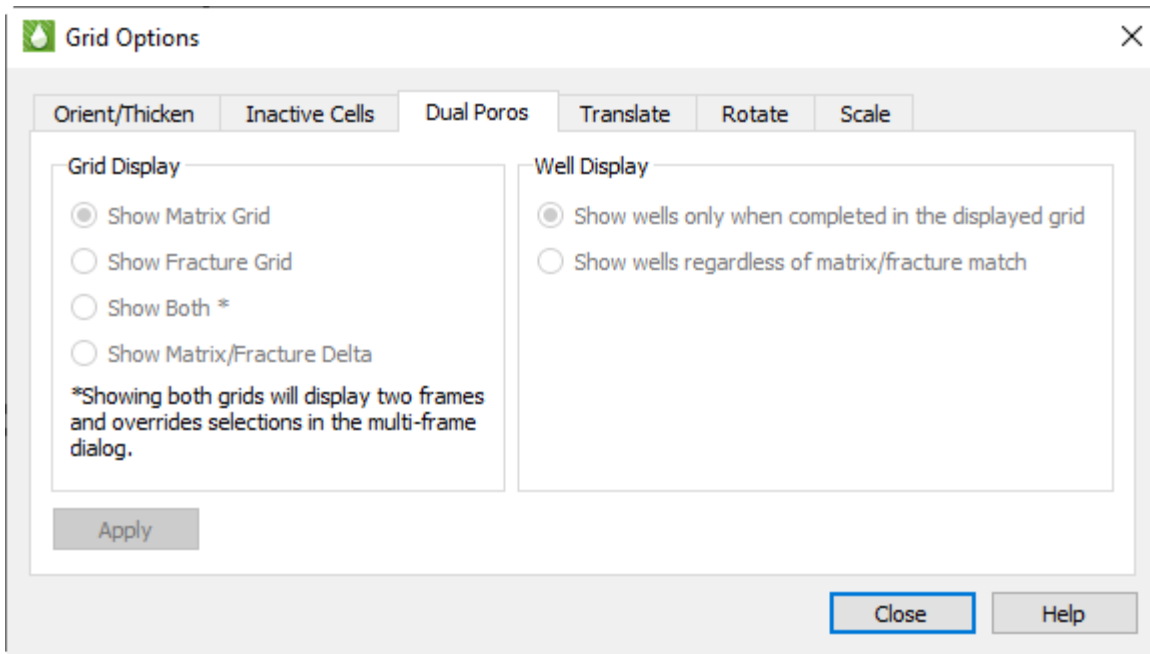 Grid Options
Orient/Thicken Inactive Cells Dual Poros Translate Rotate Scale
Grid Display
Show Matrix Grid
Show Fracture Grid
Show Both *
Show Matrix/Fracture Delta
*Showing both grids will display two frames
and overrides selections in the multi-frame
dialog.
Well Display
Show wells only when completed in the displayed grid
Show wells regardless of matrix/fracture match
Apply
Close Help